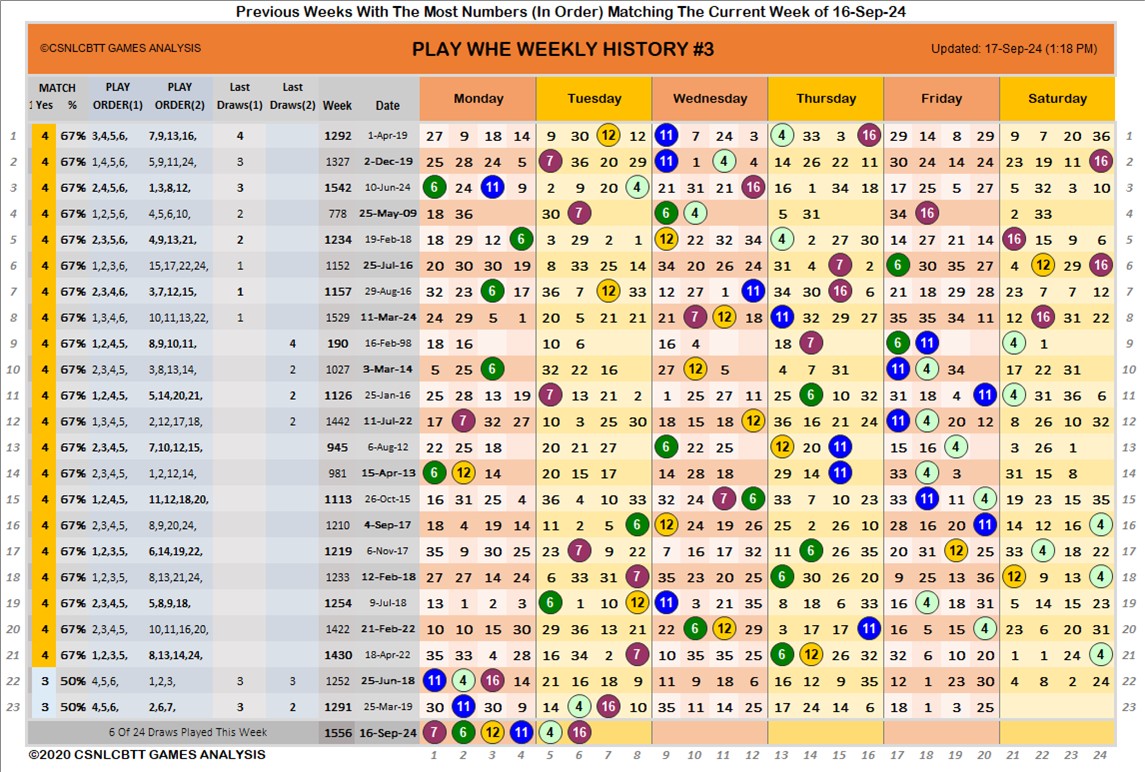 Previous Weeks With The Most Numbers (In Order) Matching The Current Week of 16-Sep-24
©CSNLCBTT GAMES ANALYSIS PLAY WHE WEEKLY HISTORY #3 Updated: 17-Sep-24 (1:18 PM)
MATCH PLAY PLAY Last Last
1 Yes % ORDER(1) ORDER(2) Draws(1) Draws(2) Week Date Monday Tuesday Wednesday Thursday Friday Saturday
1 4 67% 3,4,5,6, 7,9,13,16, 4 1292 1-Apr-19 27 9 18 14 9 30 12 12 11 1 7 24 3 4 33 3 16 29 14 8 29 9 7 20 36 1
2 4 67% 1,4,5,6, 5,9,11,24, 3 1327 2-Dec-19 25 28 24 5 7 36 20 29 11 1 4 4 14 26 22 11 30 24 14 24 23 19 11 16 2
3 4 67% 2,4,5,6, 1,3,8,12, 3 1542 10-Jun-24 6 24 11 9 2 9 20 4 21 31 21 16 16 1 34 18 17 25 5 27 5 32 3 10 3
4 4 67% 1,2,5,6, 4,5,6,10, 2 778 25-May-09 18 36 30 7 6 4 5 31 34 16 2 33 4
5 4 67% 2,3,5,6, 4,9,13,21, 2 1234 19-Feb-18 18 29 12 6 3 29 2 1 12 22 32 34 4 2 27 30 14 27 21 14 16 15 9 6 5
6 4 67% 1,2,3,6, 15,17,22,24, 1 1152 25-Jul-16 20 30 30 19 8 33 25 14 34 20 26 24 31 4 7 2 6 30 35 27 4 12 29 16 6
7 4 67% 2,3,4,6, 3,7,12,15, 1 1157 29-Aug-16 32 23 6 17 36 7 12 33 12 27 1 11 34 30 16 6 21 18 29 28 23 7 7 12 7
8 4 67% 1,3,4,6, 10,11,13,22, 1 1529 11-Mar-24 24 29 5 1 20 5 21 21 21 7 12 18 11 32 29 27 35 35 34 11 12 16 31 22 8
9 4 67% 1,2,4,5, 8,9,10,11, 4 190 16-Feb-98 18 16 10 6 16 4 18 7 6 11 4 1 9
10 4 67% 2,3,4,5, 3,8,13,14, 2 1027 3-Mar-14 5 25 6 32 22 16 27 12 5 4 7 31 11 4 34 17 22 31 10
11 4 67% 1,2,4,5, 5,14,20,21, 2 1126 25-Jan-16 25 28 13 19 7 13 21 2 1 25 27 11 25 6 10 32 31 18 4 11 4 31 36 6 11
12 4 67% 1,3,4,5, 2,12,17,18, 2 1442 11-Jul-22 17 7 32 27 10 3 25 30 18 15 18 12 36 16 21 24 11 4 20 12 8 26 10 32 12
13 4 67% 2,3,4,5, 7,10,12,15, 945 6-Aug-12 22 25 18 20 21 27 6 22 25 12 20 11 15 16 4 3 26 1 13
14 4 67% 2,3,4,5, 1,2,12,14, 981 15-Apr-13 6 12 14 20 15 17 14 28 18 29 14 11 33 4 3 31 15 8 14
15 4 67% 1,2,4,5, 11,12,18,20, 1113 26-Oct-15 16 31 25 4 36 4 10 33 32 24 7 6 33 7 10 23 33 11 11 4 19 23 15 35 15
16 4 67% 2,3,4,5, 8,9,20,24, 1210 4-Sep-17 18 4 19 14 11 2 5 6 12 24 19 26 25 2 26 10 28 16 20 11 14 12 16 4 16
17 4 67% 1,2,3,5, 6,14,19,22, 1219 6-Nov-17 35 9 30 25 23 7 9 22 7 16 17 32 11 6 26 35 20 31 12 25 33 4 18 22 17
18 4 67% 1,2,3,5, 8,13,21,24, 1233 12-Feb-18 27 27 14 24 6 33 31 7 35 23 20 25 6 30 26 20 9 25 13 36 12 9 13 4 18
19 4 67% 2,3,4,5, 5,8,9,18, 1254 9-Jul-18 13 1 2 3 6 1 10 12 11 3 21 35 8 18 6 33 16 4 18 31 5 14 15 23 19
20 4 67% 2,3,4,5, 10,11,16,20, 1422 21-Feb-22 10 10 15 30 29 36 13 21 22 6 12 29 3 17 17 11 16 5 15 4 23 6 20 31 20
21 4 67% 1,2,3,5, 8,13,14,24, 1430 18-Apr-22 35 33 4 28 16 34 2 7 10 35 35 25 6 12 26 32 32 6 10 20 1 1 24 4 21
22 3 50% 4,5,6, 1,2,3, 3 3 1252 25-Jun-18 11 4 16 14 21 16 18 9 11 9 18 6 16 22 9 35 12 1 23 30 4 8 2 24 22
23 3 50% 4,5,6, 2,6,7, 3 2 1291 25-Mar-19 30 11 30 9 14 4 16 10 35 11 14 25 17 24 14 6 18 1 3 25 23
6 Of 24 Draws Played This Week 1556 16-Sep-24 7 6 12 11 4 16
©2020 CSNLCBTT GAMES ANALYSIS 1 2 3 4 5 6 7 8 9 10 11 12 13 14 15 16 17 18 19 20 21 22 23 24